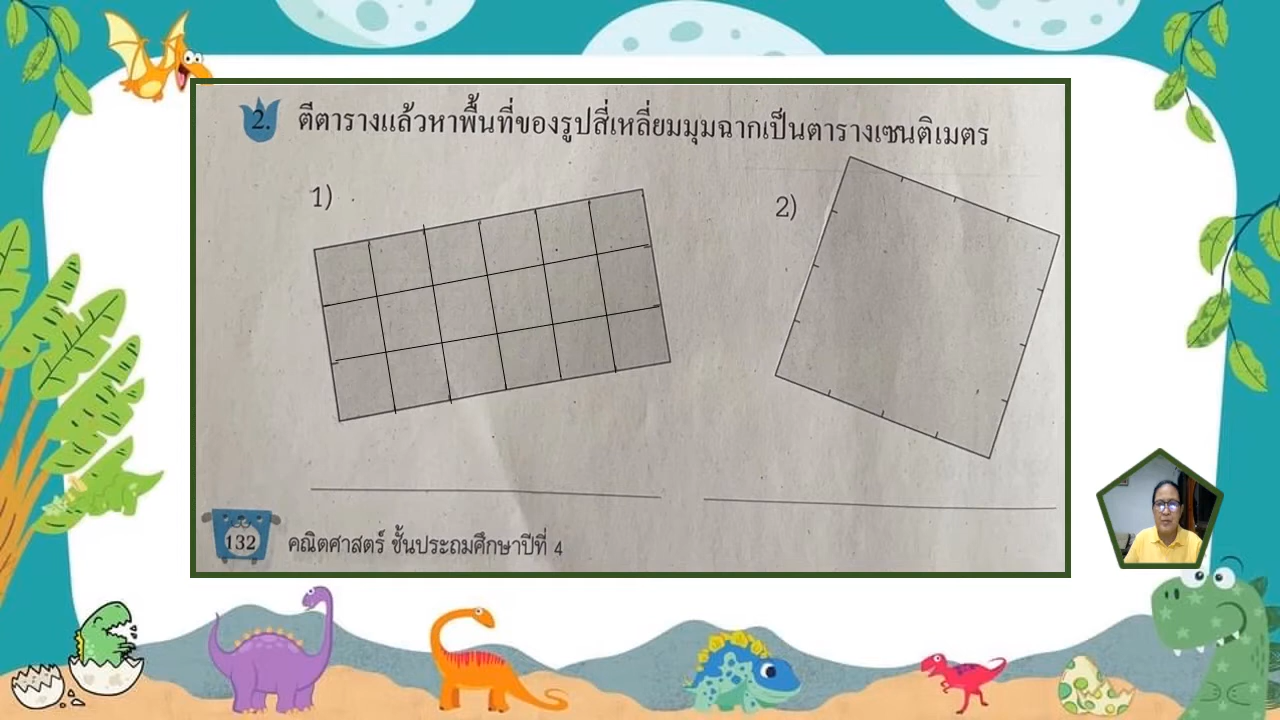 2. ตีตารางแล้วหาพื้นที่ของรูปสี่เหลี่ยมมุมฉากเป็นตารางเซนติเมตร
1)
2)
132 คณิตศาสตร์ ชั้นประถมศึกษาปีที่ 4